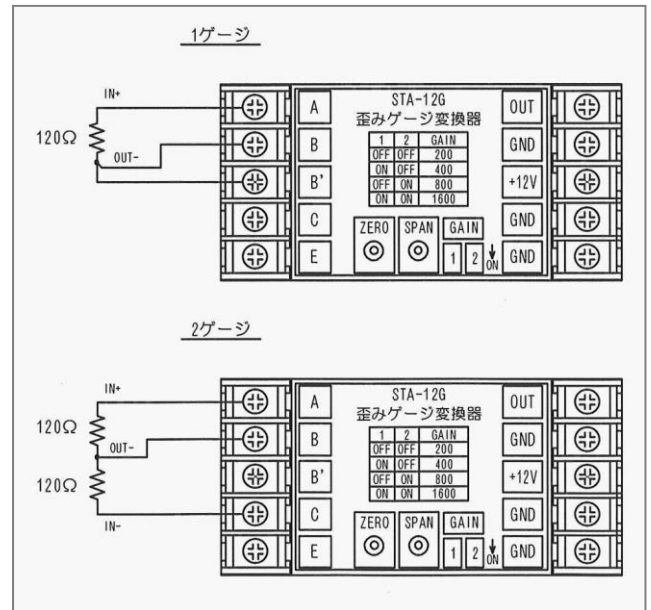 1ゲージ
IN+
120Ω
OUT-
A
B
B'
C
E
STA-12G
歪みゲージ変換器
1 2 GAIN
OFF OFF 200
ON OFF 400
OFF ON 800
ON ON 1600
ZERO SPAN GAIN
1 2 ON
OUT
GND
+12V
GND
GND
2ゲージ
IN+
120Ω
OUT-
120Ω
IN-
A
B
B'
C
E
STA-12G
歪みゲージ変換器
1 2 GAIN
OFF OFF 200
ON OFF 400
OFF ON 800
ON ON 1600
ZERO SPAN GAIN
1 2 ON
OUT
GND
+12V
GND
GND